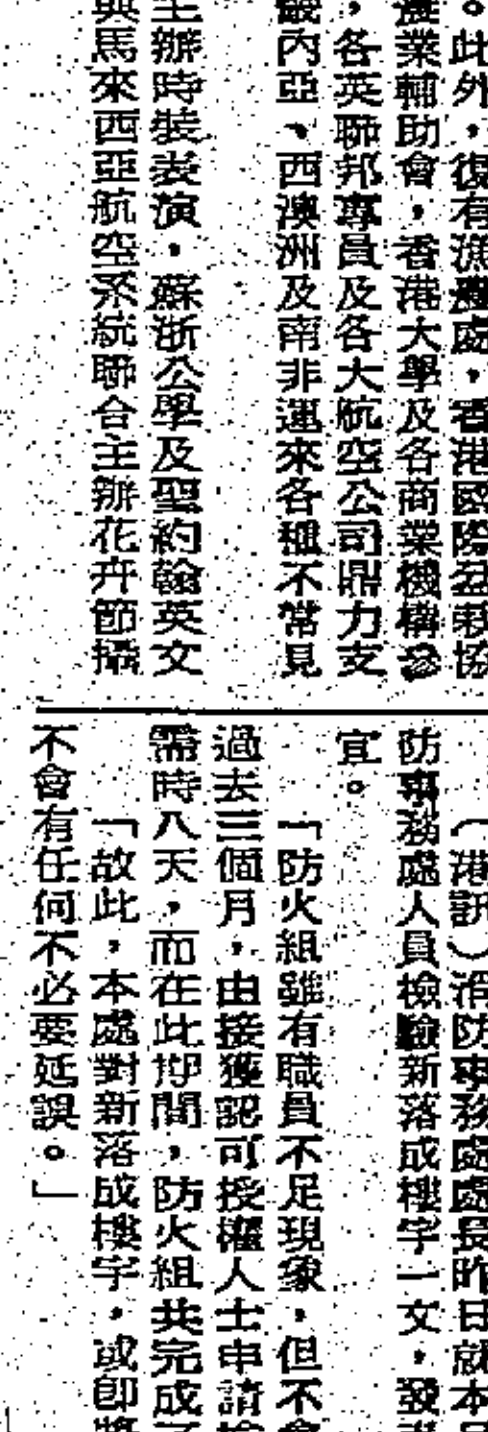 。此外,復有漁農處,香港國際盆栽協
農業輔助會,香港大學及各商業機構參
,各英聯邦專員及各大航空公司鼎力支
內亞、西澳洲及南非運來各種不常見
主辦時裝表演,蘇浙公學及聖約翰英文
與馬來西亞航空系統聯合主辦花卉節攝
(港訊)消防事務處處長昨日就本
防事務處人員檢驗新落成樓宇一文,發
宜。
「防火組雖有職員不足現象,但不會
過去三個月,由接獲認可授權人士申請
需時八天,而在此期間,防火組共完成了
「故此,本處對新落成樓宇,或即將
不會有任何不必要延誤。」